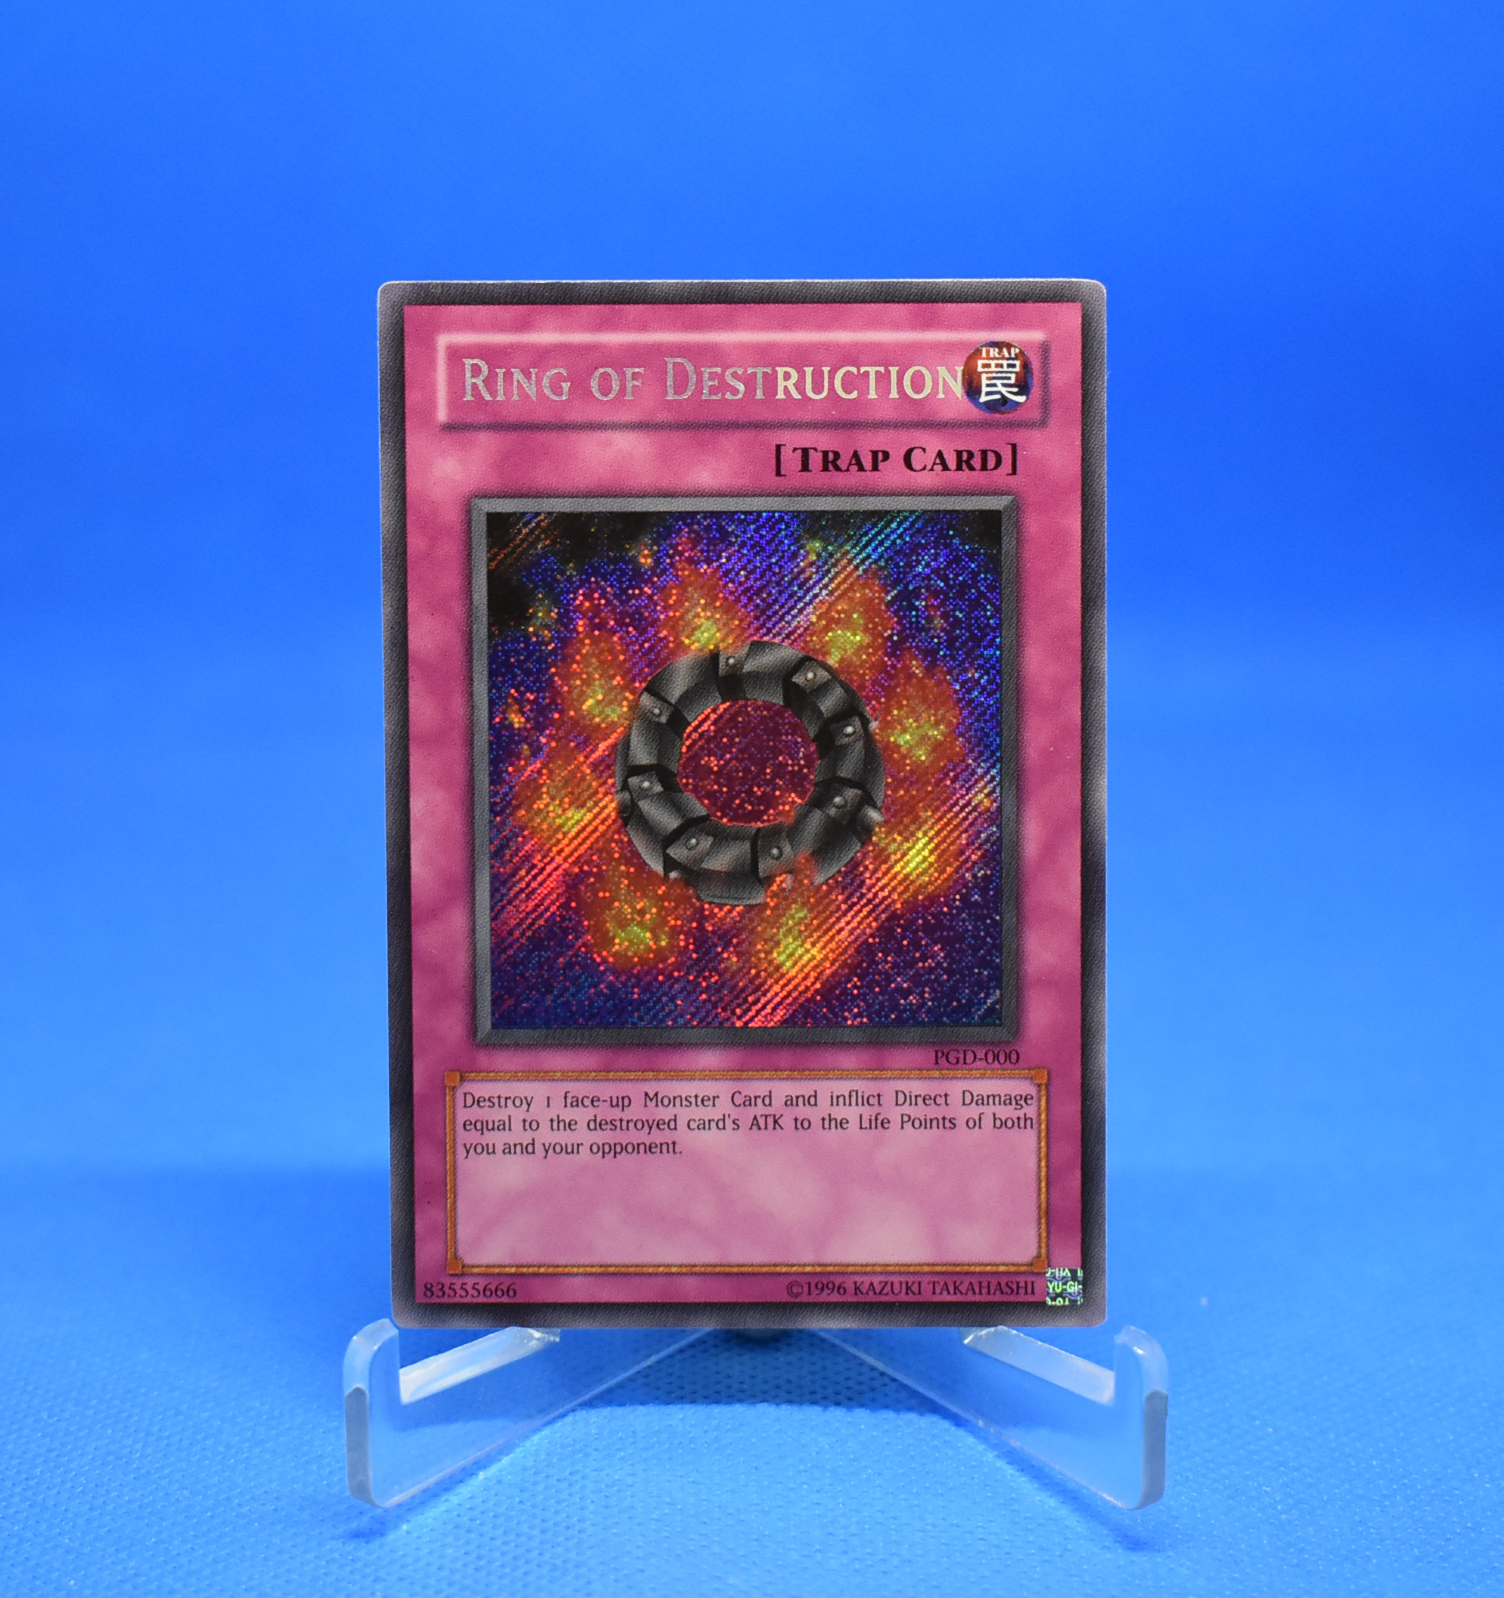 RING OF DESTRUCTION
TRAP
罠
[TRAP CARD]
PGD-000
Destroy 1 face-up Monster Card and inflict Direct Damage
equal to the destroyed card's ATK to the Life Points of both
you and your opponent.
83555666
©1996 KAZUKI TAKAHASHI
YU-GI-